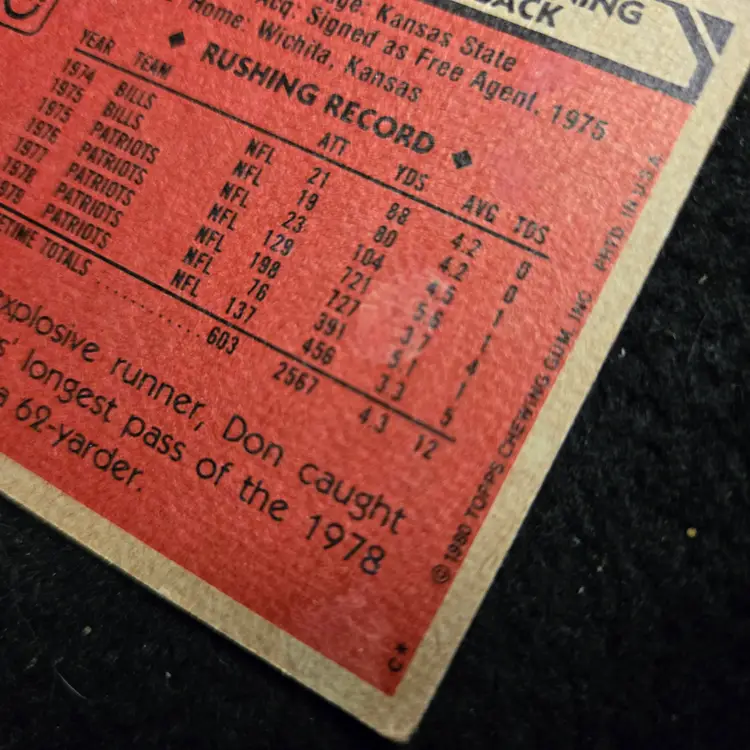 NING
BACK
ge: Kansas State
Acq. Signed as Free Agent, 1975
Home: Wichita, Kansas
◆ RUSHING RECORD ◆
YEAR TEAM ATT YDS AVG TDS
1974 BILLS NFL 21 88 4.2 0
1975 BILLS NFL 19 80 4.2 0
1975 PATRIOTS NFL 23 104 4.5 1
1976 PATRIOTS NFL 129 721 5.6 1
1977 PATRIOTS NFL 198 727 3.7 4
1978 PATRIOTS NFL 76 391 5.1 1
979 PATRIOTS NFL 137 456 3.3 5
ETIME TOTALS ............ 603 2567 4.3 12
explosive runner, Don caught
s' longest pass of the 1978
a 62-yarder.
© 1980 TOPPS CHEWING GUM, INC. PRTD. IN U.S.A.
C*